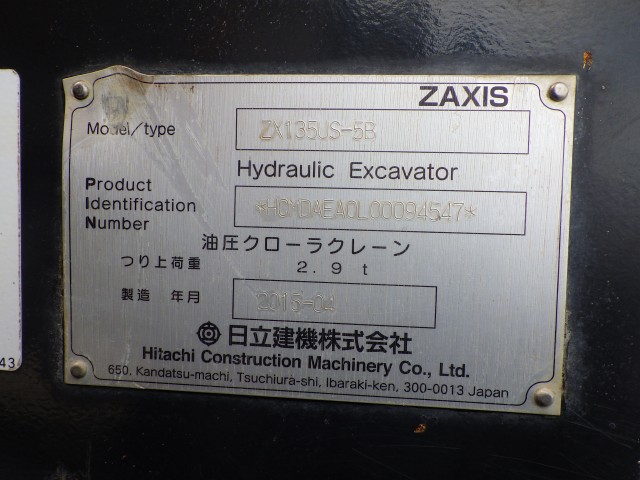 ZAXIS
Model/type ZX135US-5B
Hydraulic Excavator
Product
Identification *HCMDAEA0L00094547*
Number
油圧クローラクレーン
つり上荷重 2.9t
製造 年月 2015-04
日立建機株式会社
Hitachi Construction Machinery Co., Ltd.
650, Kandatsu-machi, Tsuchiura-shi, Ibaraki-ken, 300-0013 Japan
43